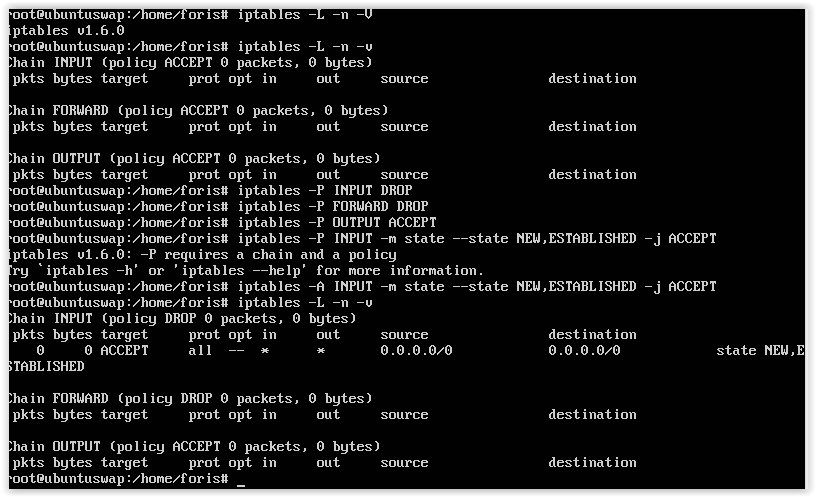 root@ubuntuswap:/home/foris# iptables -L -n -V
iptables v1.6.0
root@ubuntuswap:/home/foris# iptables -L -n -v
Chain INPUT (policy ACCEPT 0 packets, 0 bytes)
pkts bytes target prot opt in out source destination
Chain FORWARD (policy ACCEPT 0 packets, 0 bytes)
pkts bytes target prot opt in out source destination
Chain OUTPUT (policy ACCEPT 0 packets, 0 bytes)
pkts bytes target prot opt in out source destination
root@ubuntuswap:/home/foris# iptables -P INPUT DROP
root@ubuntuswap:/home/foris# iptables -P FORWARD DROP
root@ubuntuswap:/home/foris# iptables -P OUTPUT ACCEPT
root@ubuntuswap:/home/foris# iptables -P INPUT -m state --state NEW,ESTABLISHED -j ACCEPT
iptables v1.6.0: -P requires a chain and a policy
Try `iptables -h' or 'iptables --help' for more information.
root@ubuntuswap:/home/foris# iptables -A INPUT -m state --state NEW,ESTABLISHED -j ACCEPT
root@ubuntuswap:/home/foris# iptables -L -n -v
Chain INPUT (policy DROP 0 packets, 0 bytes)
pkts bytes target prot opt in out source destination
0 0 ACCEPT all -- * * 0.0.0.0/0 0.0.0.0/0 state NEW,E
STABLISHED
Chain FORWARD (policy DROP 0 packets, 0 bytes)
pkts bytes target prot opt in out source destination
Chain OUTPUT (policy ACCEPT 0 packets, 0 bytes)
pkts bytes target prot opt in out source destination
root@ubuntuswap:/home/foris# _